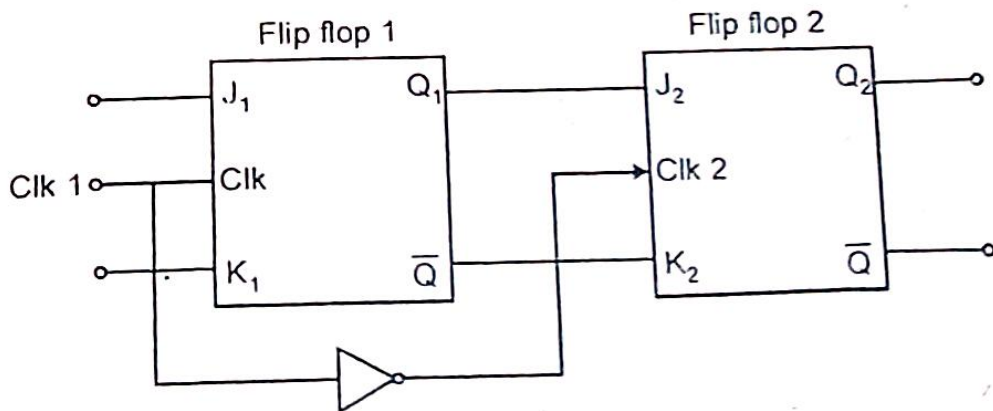 Flip flop 1
Flip flop 2
J₁
Q₁
J₂
Q₂
Clk 1
Clk
Clk 2
K₁
Q̅
K₂
Q̅